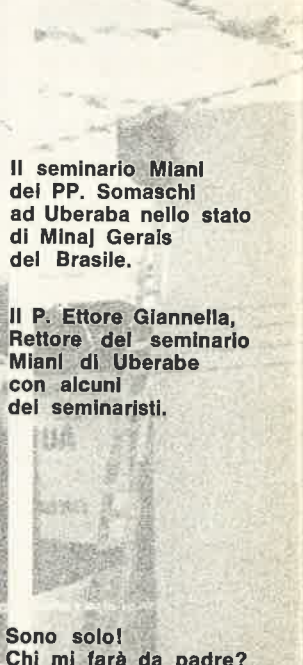 Il seminario Miani
dei PP. Somaschi
ad Uberaba nello stato
di Minaj Gerais
del Brasile.
Il P. Ettore Giannella,
Rettore del seminario
Miani di Uberabe
con alcuni
dei seminaristi.
Sono solo!
Chi mi farà da padre?